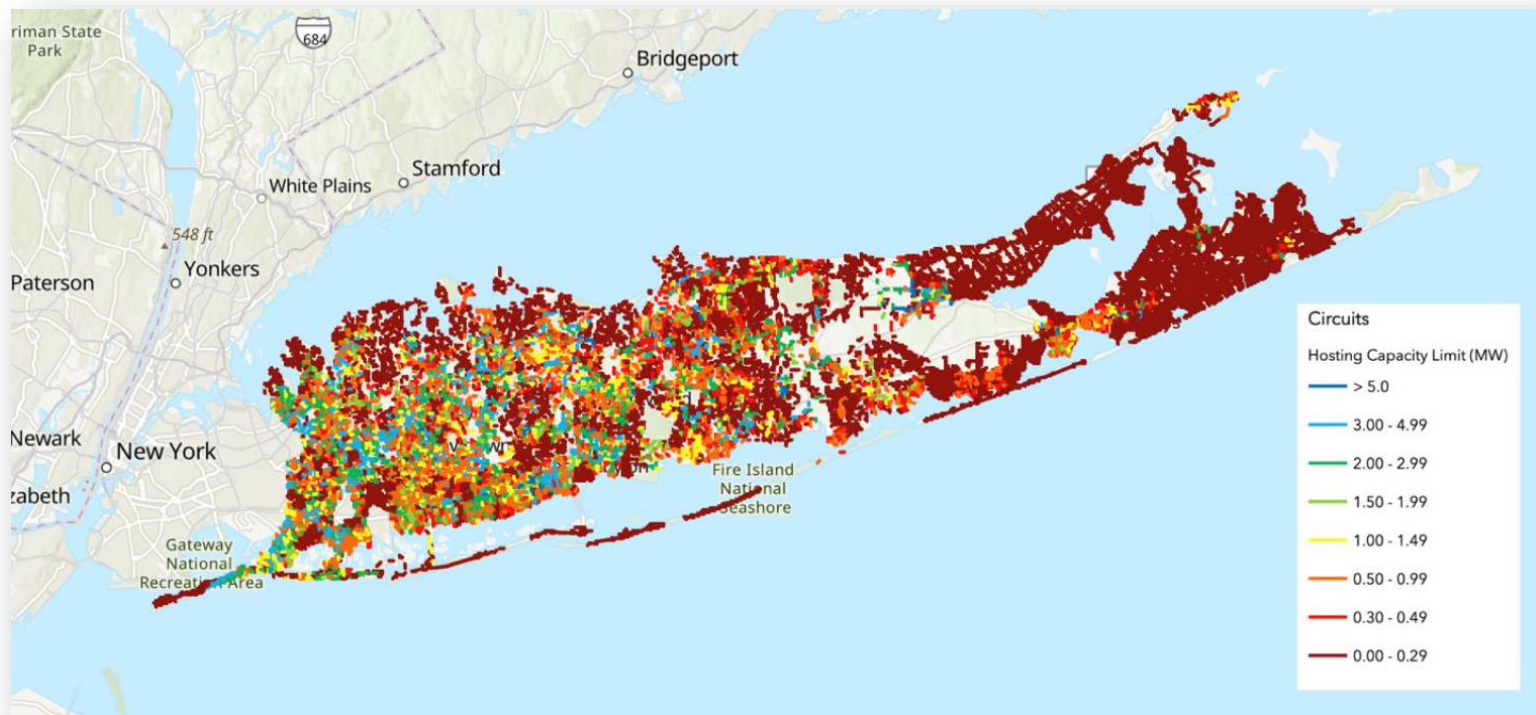 riman State
Park
684
Bridgeport
Stamford
White Plains
548 ft
Yonkers
Paterson
Newark
New York
zabeth
Gateway
National
Recreation Area
Fire Island
National
Seashore
Circuits
Hosting Capacity Limit (MW)
> 5.0
3.00 - 4.99
2.00 - 2.99
1.50 - 1.99
1.00 - 1.49
0.50 - 0.99
0.30 - 0.49
0.00 - 0.29